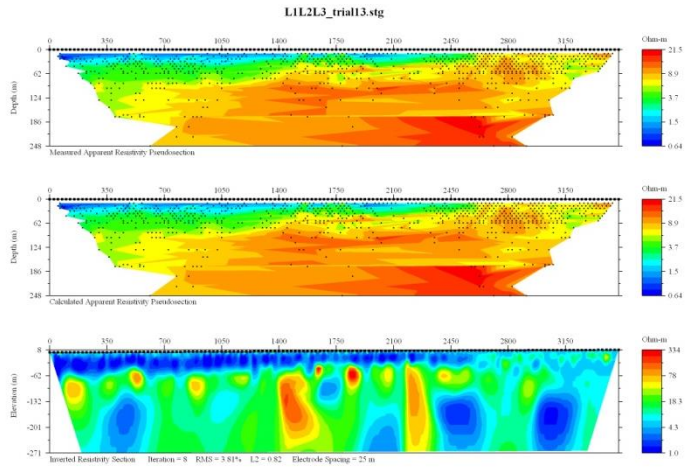 L1L2L3_trial13.stg
0 350 700 1050 1400 1750 2100 2450 2800 3150 Ohm-m
0 21.5
62 8.9
Depth (m) 124 3.7
186 1.5
248 0.64
Measured Apparent Resistivity Pseudosection
0 350 700 1050 1400 1750 2100 2450 2800 3150 Ohm-m
0 21.5
62 8.9
Depth (m) 124 3.7
186 1.5
248 0.64
Calculated Apparent Resistivity Pseudosection
0 350 700 1050 1400 1750 2100 2450 2800 3150 Ohm-m
8 334
-62 78
Elevation (m) -132 18.3
-201 4.3
-271 1.0
Inverted Resistivity Section Iteration = 8 RMS = 3.81% L2 = 0.82 Electrode Spacing = 25 m